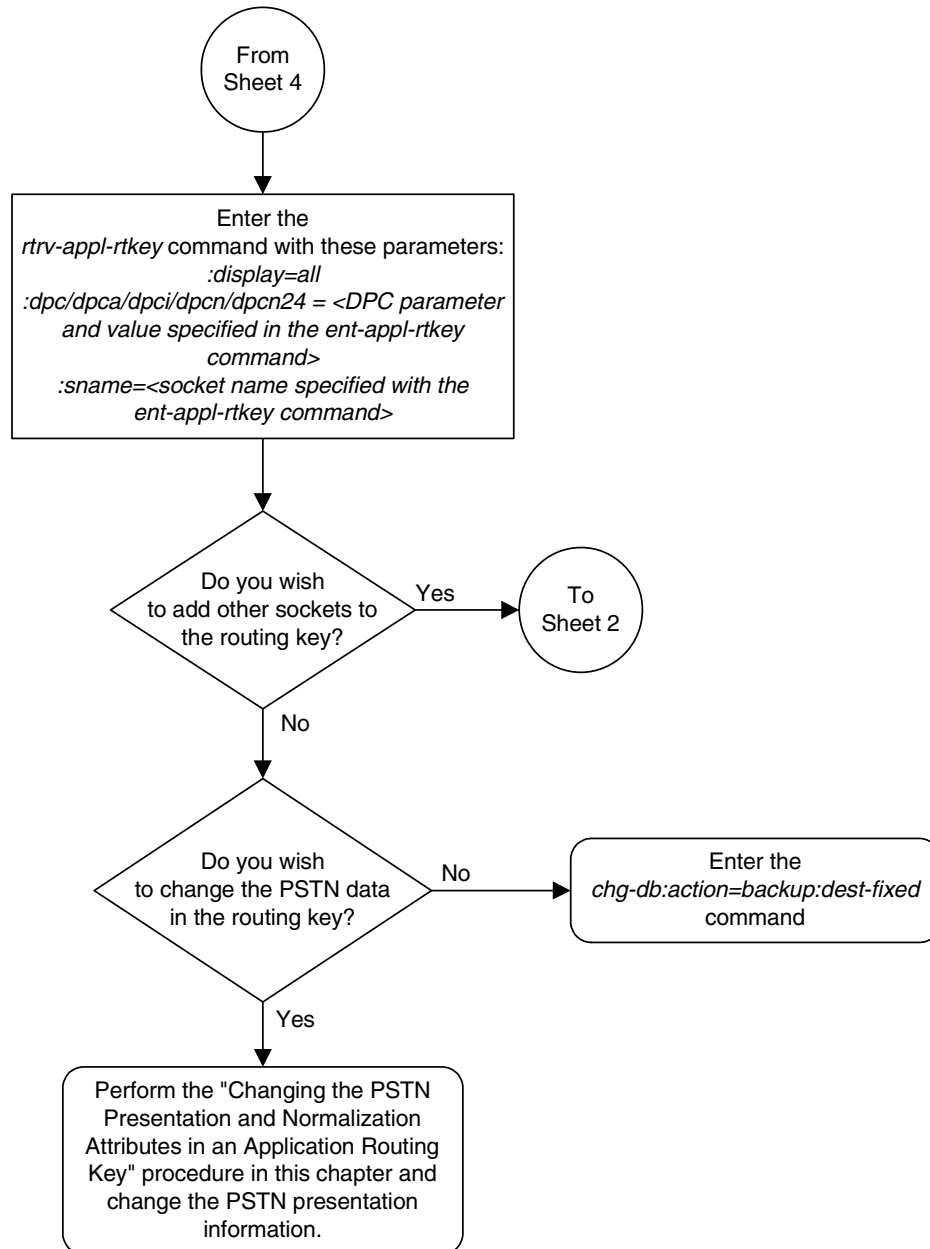 From
Sheet 4
Enter the
rtrv-appl-rtkey command with these parameters:
:display=all
:dpc/dpca/dpci/dpcn/dpcn24 = <DPC parameter
and value specified in the ent-appl-rtkey
command>
:sname=<socket name specified with the
ent-appl-rtkey command>
Do you wish
to add other sockets to
the routing key?
Yes
To
Sheet 2
No
Do you wish
to change the PSTN data
in the routing key?
No
Enter the
chg-db:action=backup:dest-fixed
command
Yes
Perform the "Changing the PSTN
Presentation and Normalization
Attributes in an Application Routing
Key" procedure in this chapter and
change the PSTN presentation
information.